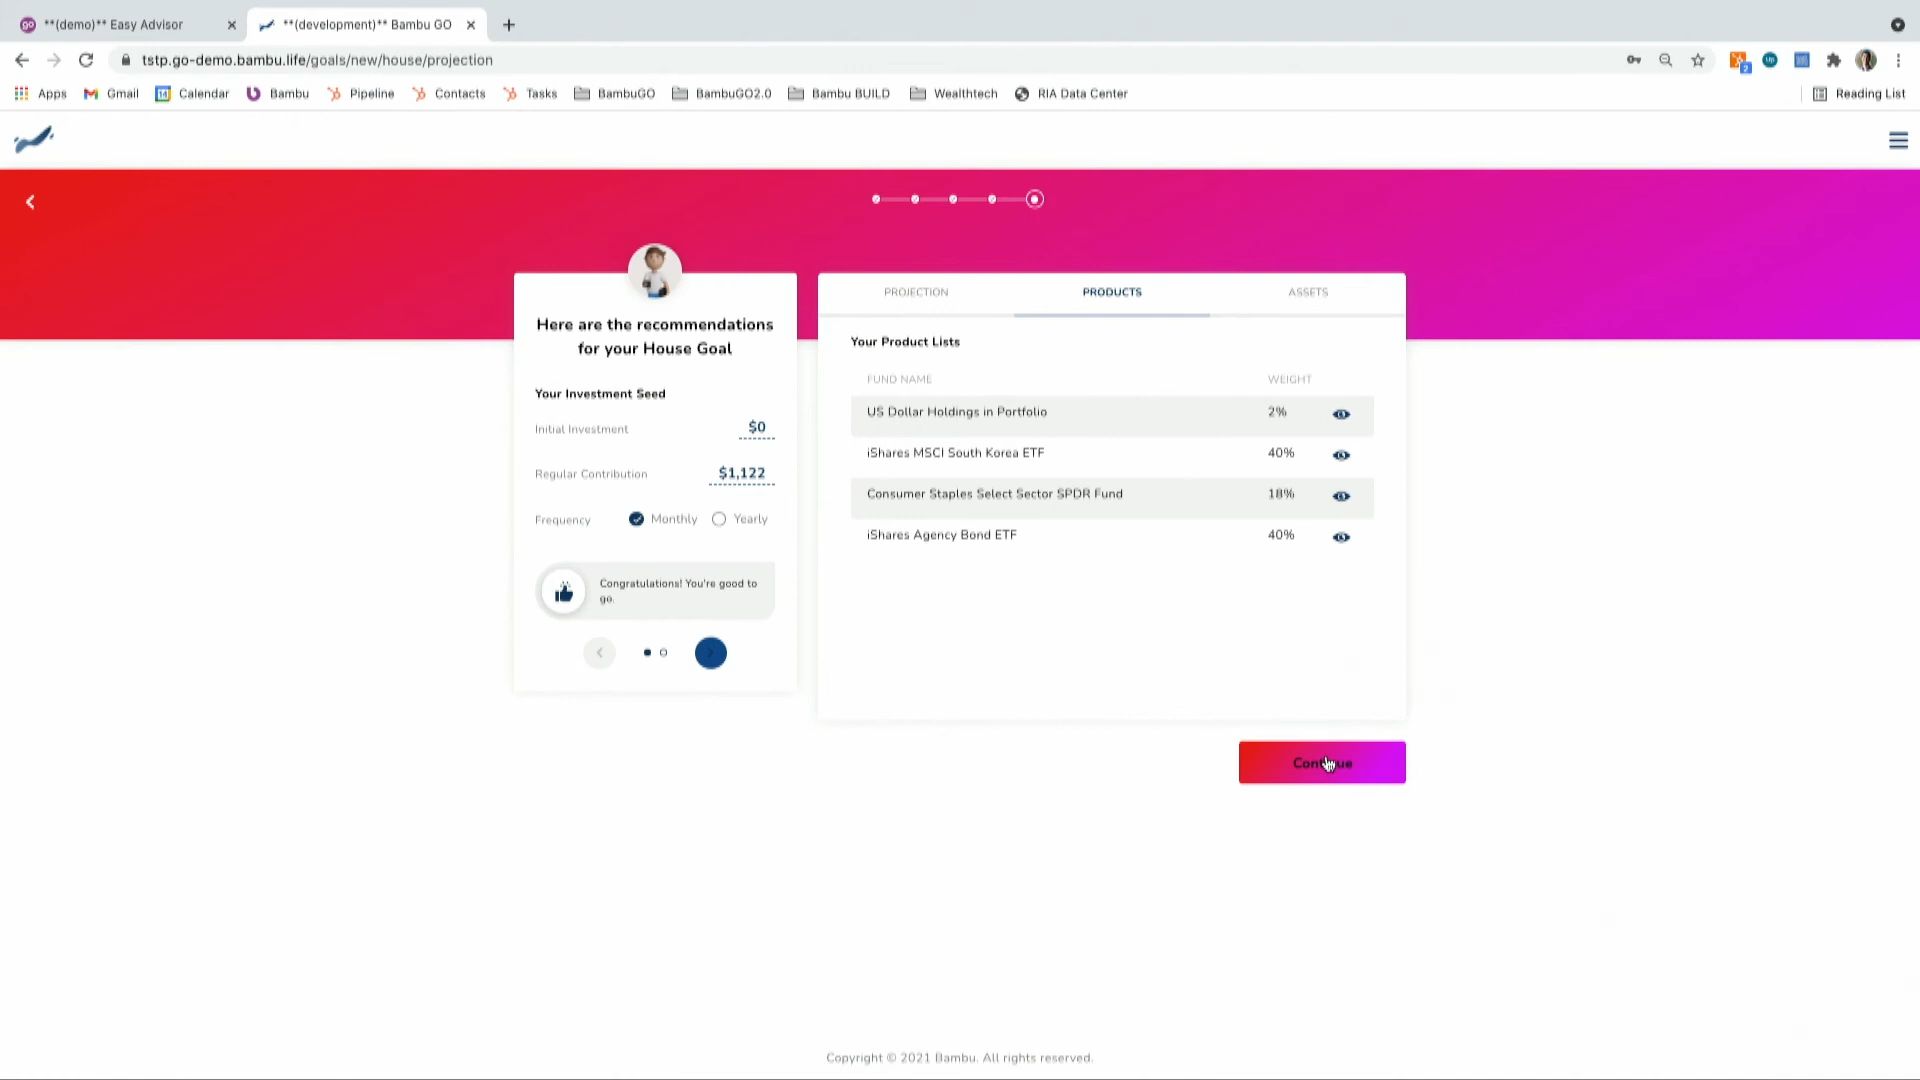 go **(demo)** Easy Advisor
**(development)** Bambu GO
tstp.go-demo.bambu.life/goals/new/house/projection
Apps Gmail Calendar Bambu Pipeline Contacts Tasks BambuGO BambuGO2.0 Bambu BUILD Wealthtech RIA Data Center Reading List
Here are the recommendations
for your House Goal
Your Investment Seed
Initial Investment $0
Regular Contribution $1,122
Frequency Monthly Yearly
Congratulations! You're good to
go.
PROJECTION PRODUCTS ASSETS
Your Product Lists
FUND NAME WEIGHT
US Dollar Holdings in Portfolio 2%
iShares MSCI South Korea ETF 40%
Consumer Staples Select Sector SPDR Fund 18%
iShares Agency Bond ETF 40%
Continue
Copyright © 2021 Bambu. All rights reserved.